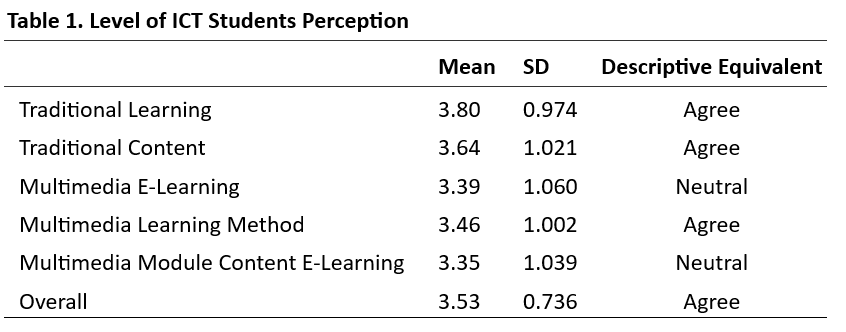 Table 1. Level of ICT Students Perception
Mean SD Descriptive Equivalent
Traditional Learning 3.80 0.974 Agree
Traditional Content 3.64 1.021 Agree
Multimedia E-Learning 3.39 1.060 Neutral
Multimedia Learning Method 3.46 1.002 Agree
Multimedia Module Content E-Learning 3.35 1.039 Neutral
Overall 3.53 0.736 Agree